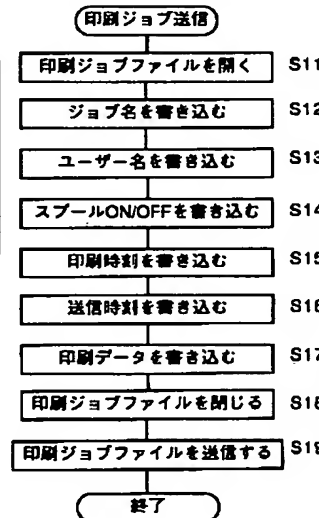 印刷ジョブ送信
印刷ジョブファイルを開く S11
ジョブ名を書き込む S12
ユーザー名を書き込む S13
スプールON/OFFを書き込む S14
印刷時刻を書き込む S15
送信時刻を書き込む S16
印刷データを書き込む S17
印刷ジョブファイルを閉じる S18
印刷ジョブファイルを送信する S19
終了